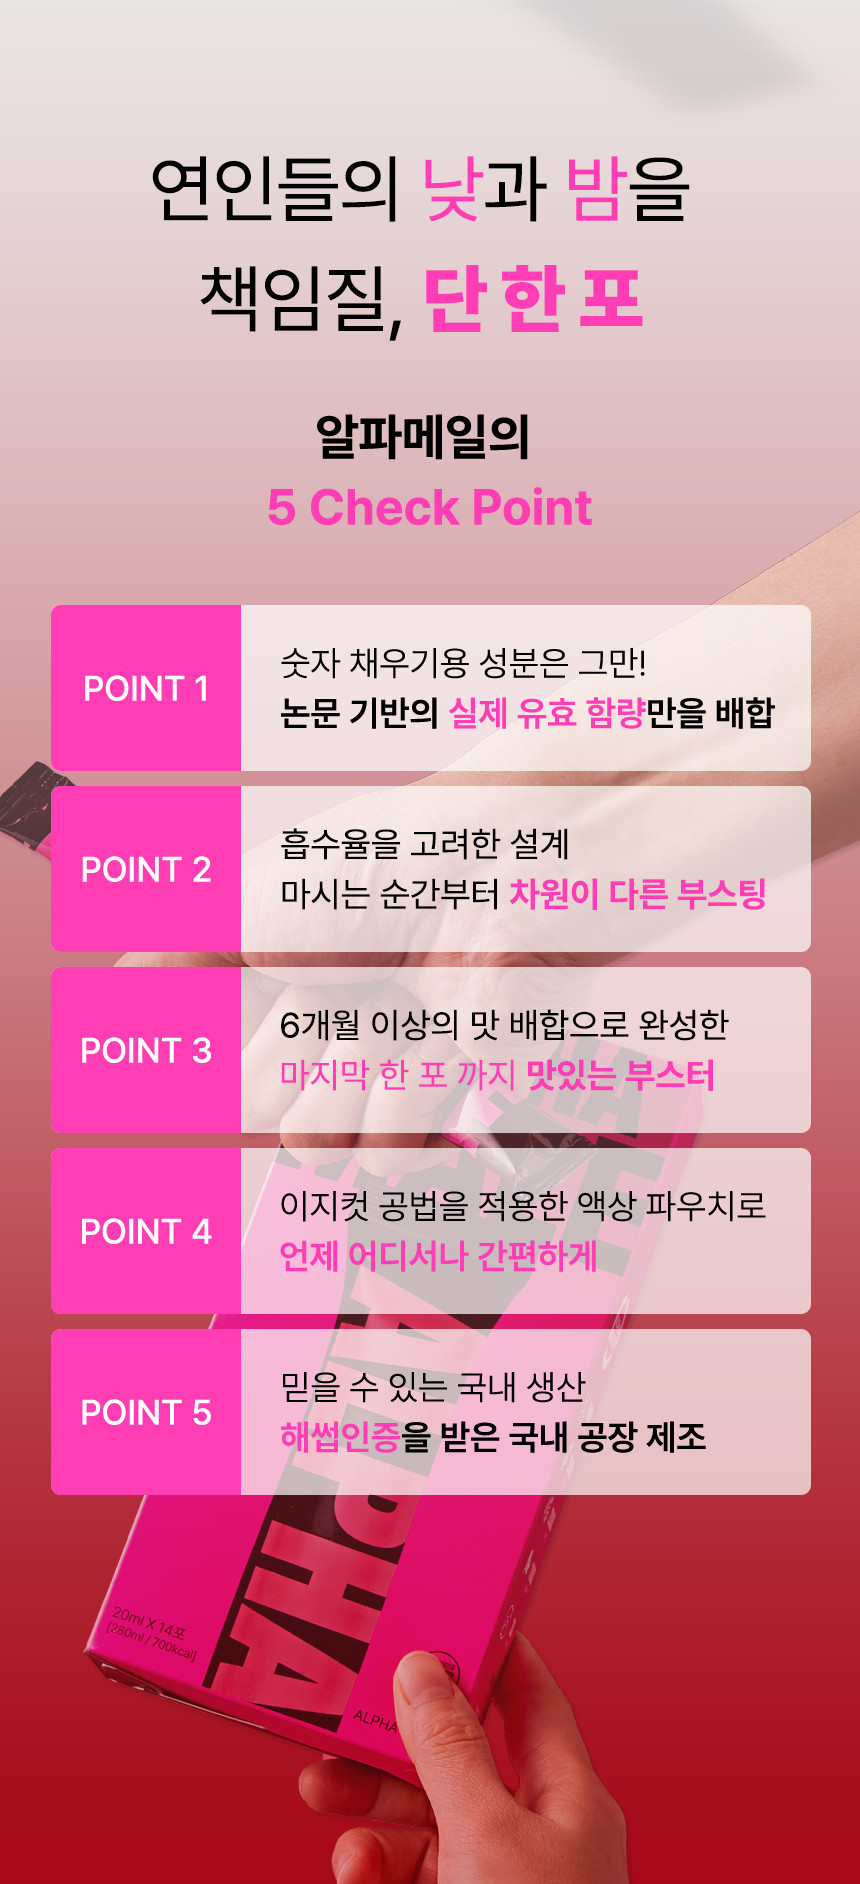 연인들의 낮과 밤을
책임질, 단 한 포
알파메일의
5 Check Point
POINT 1
숫자 채우기용 성분은 그만!
논문 기반의 실제 유효 함량만을 배합
POINT 2
흡수율을 고려한 설계
마시는 순간부터 차원이 다른 부스팅
POINT 3
6개월 이상의 맛 배합으로 완성한
마지막 한 포 까지 맛있는 부스터
POINT 4
이지컷 공법을 적용한 액상 파우치로
언제 어디서나 간편하게
POINT 5
믿을 수 있는 국내 생산
해썹인증을 받은 국내 공장 제조
ALPHA
20ml X 14포
[280ml / 700kcal]
ALPHA